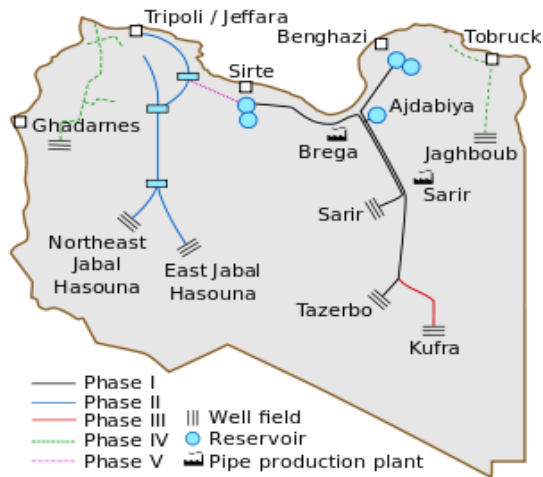 Tripoli / Jeffara
Benghazi
Tobruck
Sirte
Ghadarnes
Ajdabiya
Brega
Jaghboub
Sarir
Sarir
Northeast
Jabal
Hasouna
East Jabal
Hasouna
Tazerbo
Kufra
Phase I
Phase II
Phase III
Phase IV
Phase V
Well field
Reservoir
Pipe production plant